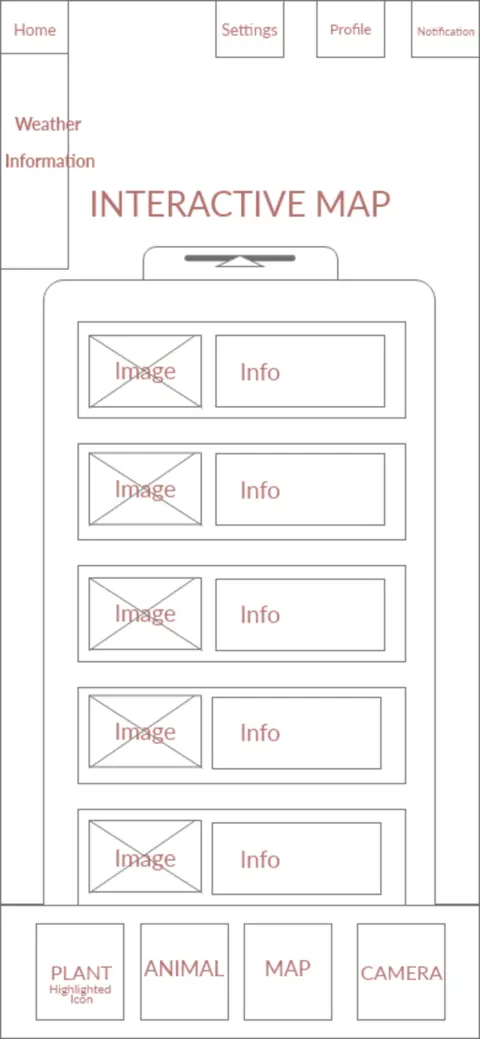 Home
Settings
Profile
Notification
Weather
Information
INTERACTIVE MAP
Image
Info
Image
Info
Image
Info
Image
Info
Image
Info
PLANT
Highlighted
Icon
ANIMAL
MAP
CAMERA